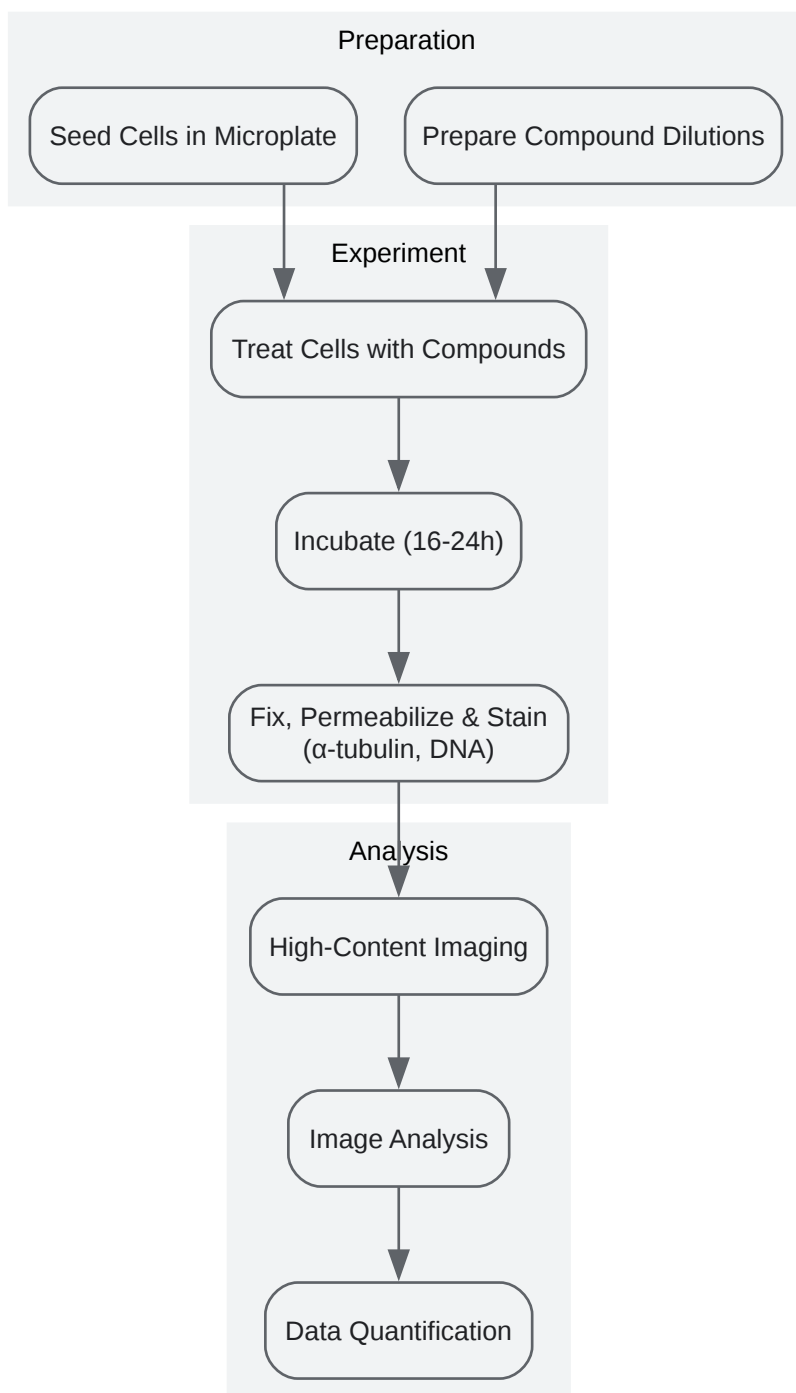 Preparation
Seed Cells in Microplate
Prepare Compound Dilutions
Experiment
Treat Cells with Compounds
Incubate (16-24h)
Fix, Permeabilize & Stain
(α-tubulin, DNA)
Analysis
High-Content Imaging
Image Analysis
Data Quantification